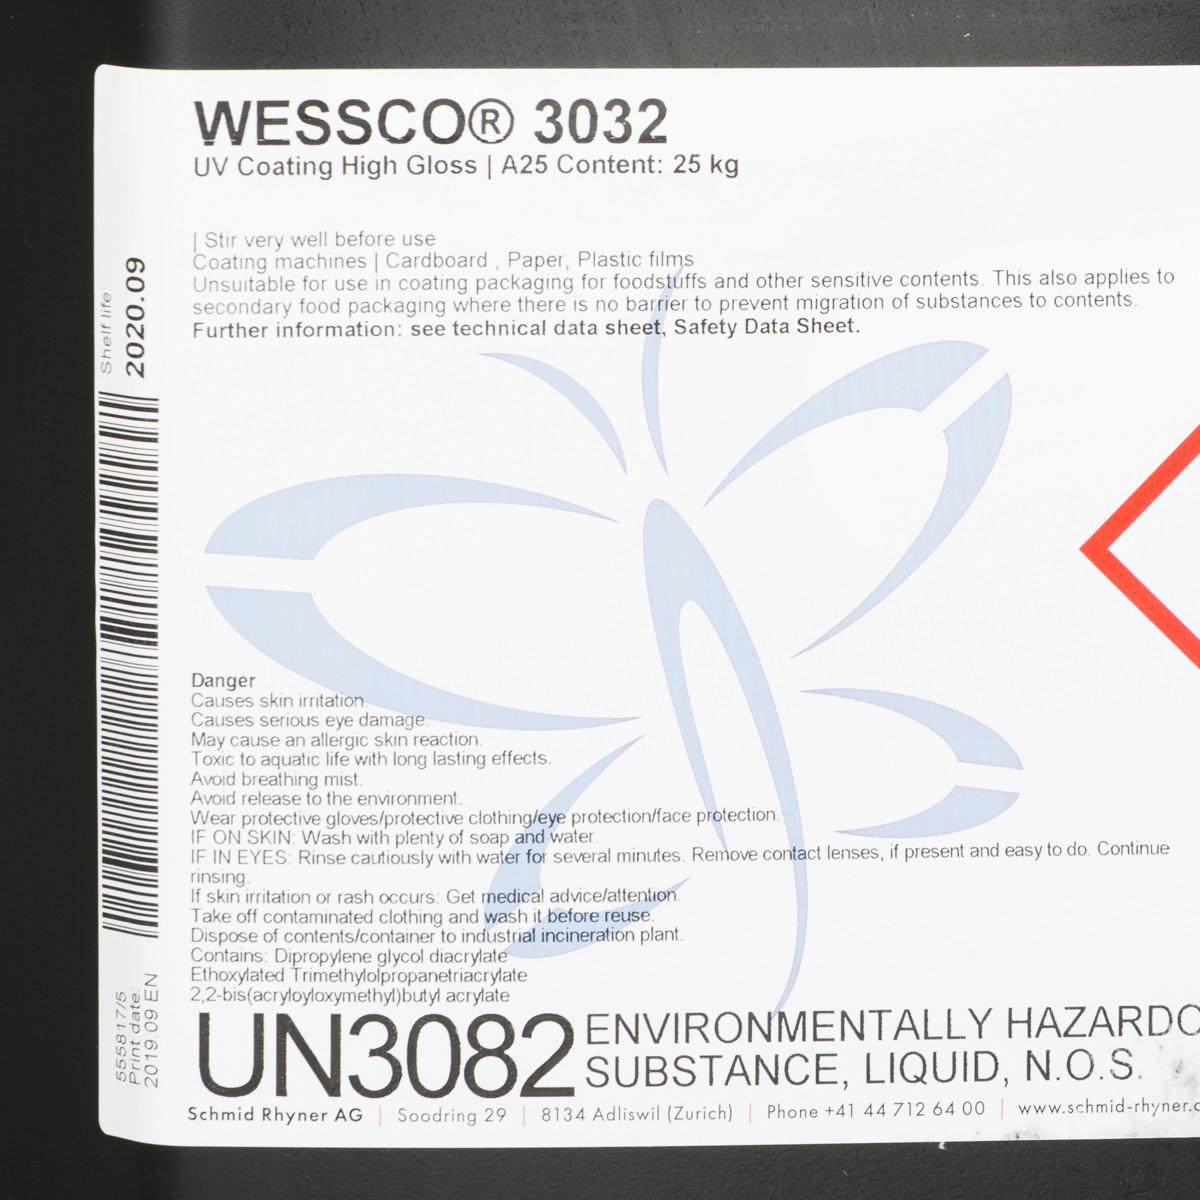 WESSCO® 3032
UV Coating High Gloss | A25 Content: 25 kg
| Stir very well before use
Coating machines | Cardboard , Paper, Plastic films
Unsuitable for use in coating packaging for foodstuffs and other sensitive contents. This also applies to
secondary food packaging where there is no barrier to prevent migration of substances to contents.
Further information: see technical data sheet, Safety Data Sheet.
Shelf life:
2020.09
Danger
Causes skin irritation.
Causes serious eye damage.
May cause an allergic skin reaction.
Toxic to aquatic life with long lasting effects.
Avoid breathing mist.
Avoid release to the environment.
Wear protective gloves/protective clothing/eye protection/face protection.
IF ON SKIN: Wash with plenty of soap and water.
IF IN EYES: Rinse cautiously with water for several minutes. Remove contact lenses, if present and easy to do. Continue
rinsing.
If skin irritation or rash occurs: Get medical advice/attention.
Take off contaminated clothing and wash it before reuse.
Dispose of contents/container to industrial incineration plant.
Contains: Dipropylene glycol diacrylate
Ethoxylated Trimethylolpropanetriacrylate
2,2-bis(acryloyloxymethyl)butyl acrylate
555817/5
Print date:
2019.09 EN
UN3082
ENVIRONMENTALLY HAZARDO
SUBSTANCE, LIQUID, N.O.S.
Schmid Rhyner AG | Soodring 29 | 8134 Adliswil (Zurich) | Phone +41 44 712 64 00 | www.schmid-rhyner.c